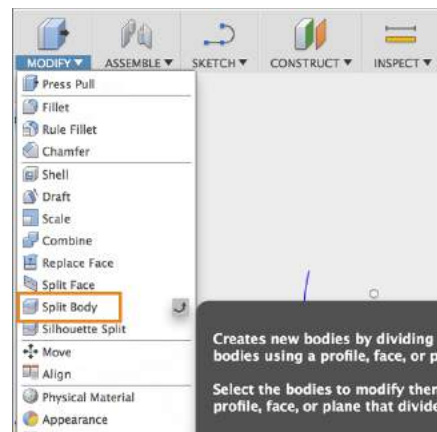 MODIFY ▼ ASSEMBLE ▼ SKETCH ▼ CONSTRUCT ▼ INSPECT ▼
Press Pull
Fillet
Rule Fillet
Chamfer
Shell
Draft
Scale
Combine
Replace Face
Split Face
Split Body
Silhouette Split
Move
Align
Physical Material
Appearance
Creates new bodies by dividing
bodies using a profile, face, or p
Select the bodies to modify then
profile, face, or plane that divide